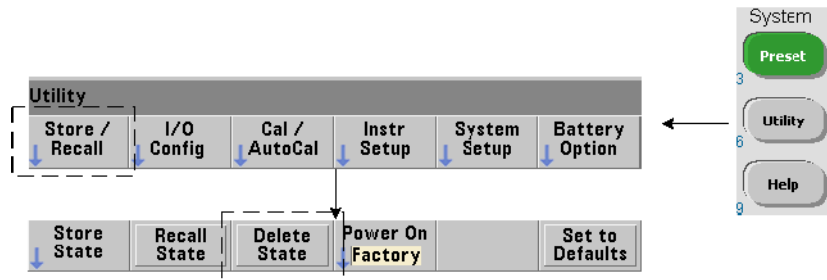 System
Preset
3
Utility
6
Help
9
Utility
Store / Recall
I/O Config
Cal / AutoCal
Instr Setup
System Setup
Battery Option
Store State
Recall State
Delete State
Power On Factory
Set to Defaults